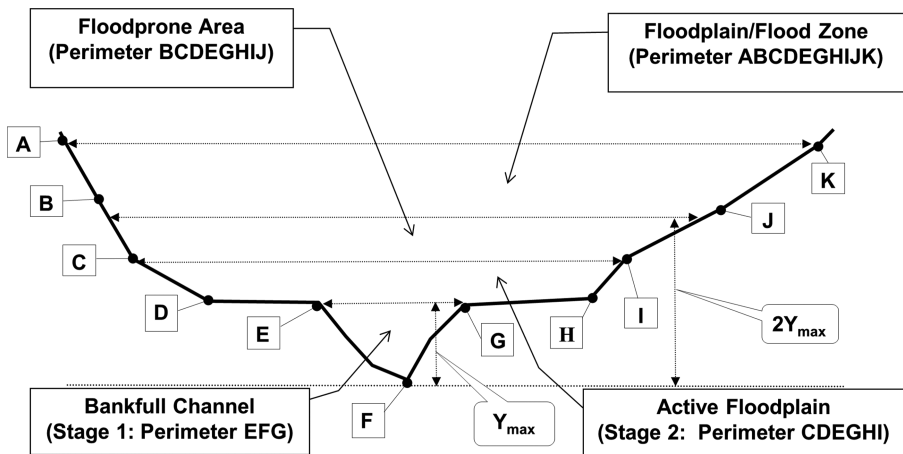 Floodprone Area
(Perimeter BCDEGHIJ)
Floodplain/Flood Zone
(Perimeter ABCDEGHIJK)
A
K
B
J
C
I
D
E
G
H
2Ymax
F
Ymax
Bankfull Channel
(Stage 1: Perimeter EFG)
Active Floodplain
(Stage 2: Perimeter CDEGHI)